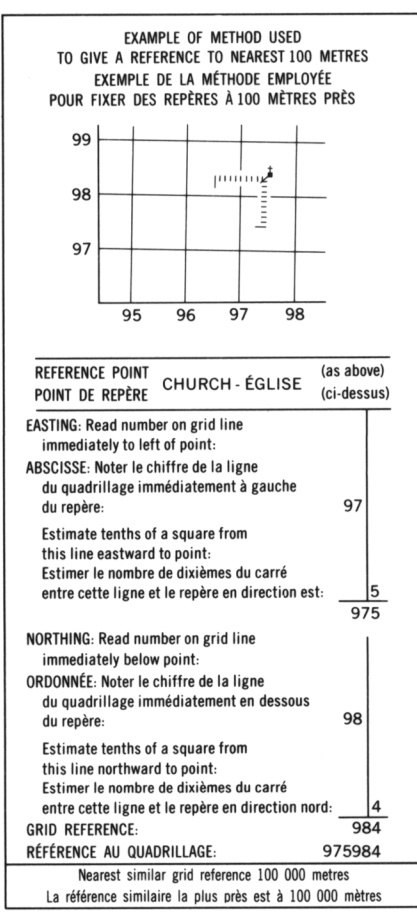 EXAMPLE OF METHOD USED
TO GIVE A REFERENCE TO NEAREST 100 METRES
EXEMPLE DE LA MÉTHODE EMPLOYÉE
POUR FIXER DES REPÈRES À 100 MÈTRES PRÈS
99
98
97
95 96 97 98
REFERENCE POINT
POINT DE REPÈRE
CHURCH - ÉGLISE
(as above)
(ci-dessus)
EASTING: Read number on grid line
immediately to left of point:
ABSCISSE: Noter le chiffre de la ligne
du quadrillage immédiatement à gauche
du repère: 97
Estimate tenths of a square from
this line eastward to point:
Estimer le nombre de dixièmes du carré
entre cette ligne et le repère en direction est: 5
975
NORTHING: Read number on grid line
immediately below point:
ORDONNÉE: Noter le chiffre de la ligne
du quadrillage immédiatement en dessous
du repère: 98
Estimate tenths of a square from
this line northward to point:
Estimer le nombre de dixièmes du carré
entre cette ligne et le repère en direction nord: 4
GRID REFERENCE: 984
RÉFÉRENCE AU QUADRILLAGE: 975984
Nearest similar grid reference 100 000 metres
La référence similaire la plus près est à 100 000 mètres